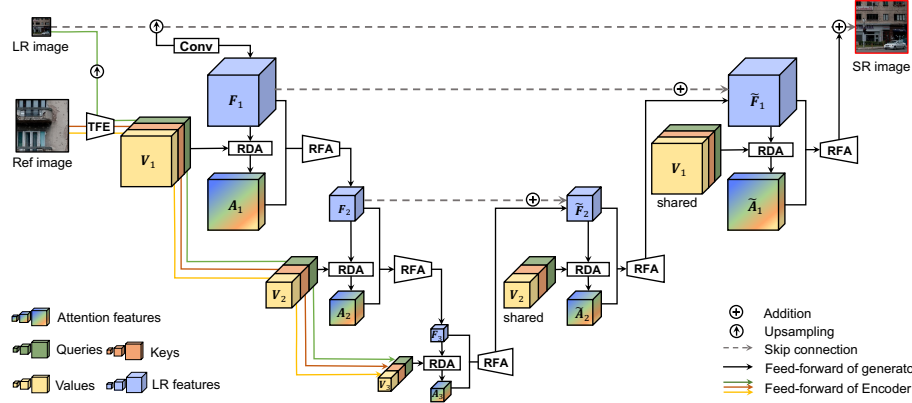 LR image
Conv
SR image
F₁
F̃₁
Ref image
TFE
V₁
RDA
RFA
A₁
V₁
shared
RDA
RFA
Ã₁
F₂
F̃₂
V₂
RDA
RFA
A₂
V₂
shared
RDA
RFA
Ã₂
F₃
V₃
RDA
RFA
A₃
Attention features
Queries
Keys
Values
LR features
Addition
Upsampling
Skip connection
Feed-forward of generato
Feed-forward of Encoder